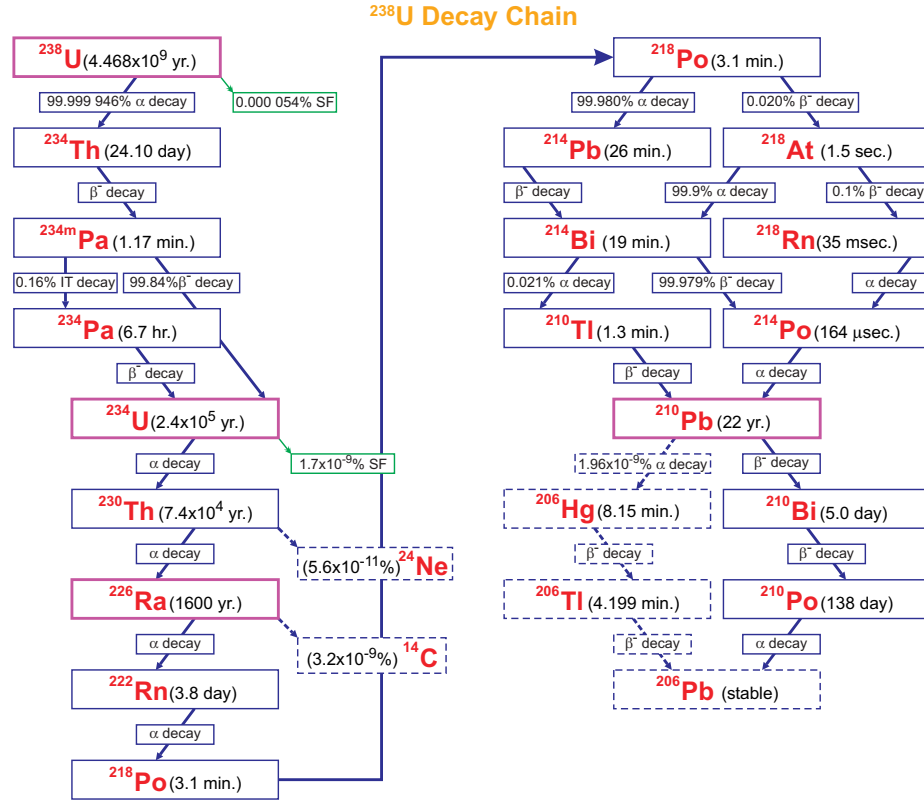 ²³⁸U Decay Chain
²³⁸U (4.468x10⁹ yr.)
99.999 946% α decay
0.000 054% SF
²³⁴Th (24.10 day)
β⁻ decay
²³⁴ᵐPa (1.17 min.)
0.16% IT decay
99.84%β⁻ decay
²³⁴Pa (6.7 hr.)
β⁻ decay
²³⁴U (2.4x10⁵ yr.)
1.7x10⁻⁹% SF
α decay
²³⁰Th (7.4x10⁴ yr.)
(5.6x10⁻¹¹%) ²⁴Ne
α decay
²²⁶Ra (1600 yr.)
(3.2x10⁻⁹%) ¹⁴C
α decay
²²²Rn (3.8 day)
α decay
²¹⁸Po (3.1 min.)
²¹⁸Po (3.1 min.)
99.980% α decay
0.020% β⁻ decay
²¹⁴Pb (26 min.)
²¹⁸At (1.5 sec.)
β⁻ decay
99.9% α decay
0.1% β⁻ decay
²¹⁴Bi (19 min.)
²¹⁸Rn (35 msec.)
0.021% α decay
99.979% β⁻ decay
α decay
²¹⁰Tl (1.3 min.)
²¹⁴Po (164 μsec.)
β⁻ decay
α decay
²¹⁰Pb (22 yr.)
1.96x10⁻⁹% α decay
β⁻ decay
²⁰⁶Hg (8.15 min.)
²¹⁰Bi (5.0 day)
β⁻ decay
β⁻ decay
²⁰⁶Tl (4.199 min.)
²¹⁰Po (138 day)
β⁻ decay
α decay
²⁰⁶Pb (stable)